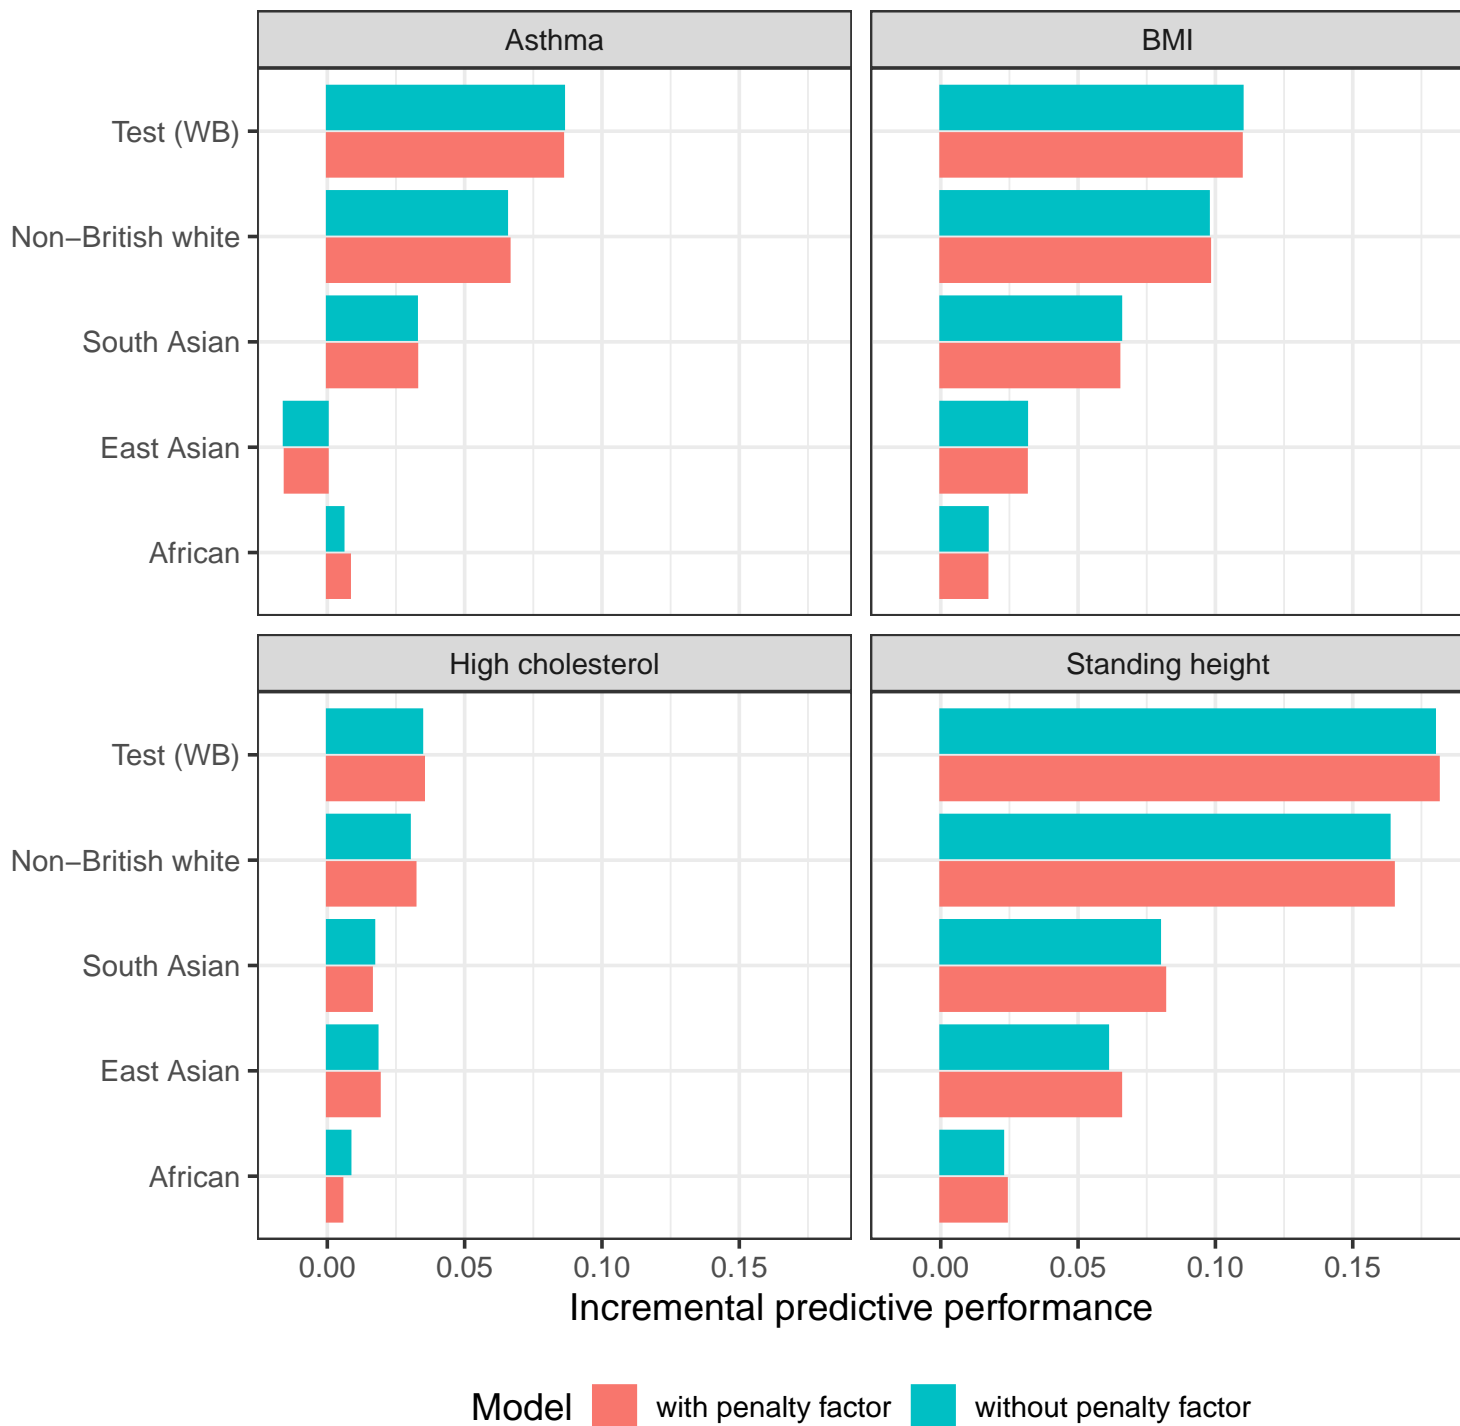 Asthma
BMI
Test (WB)
Non−British white
South Asian
East Asian
African
High cholesterol
Standing height
Test (WB)
Non−British white
South Asian
East Asian
African
0.00 0.05 0.10 0.15
0.00 0.05 0.10 0.15
Incremental predictive performance
Model with penalty factor without penalty factor